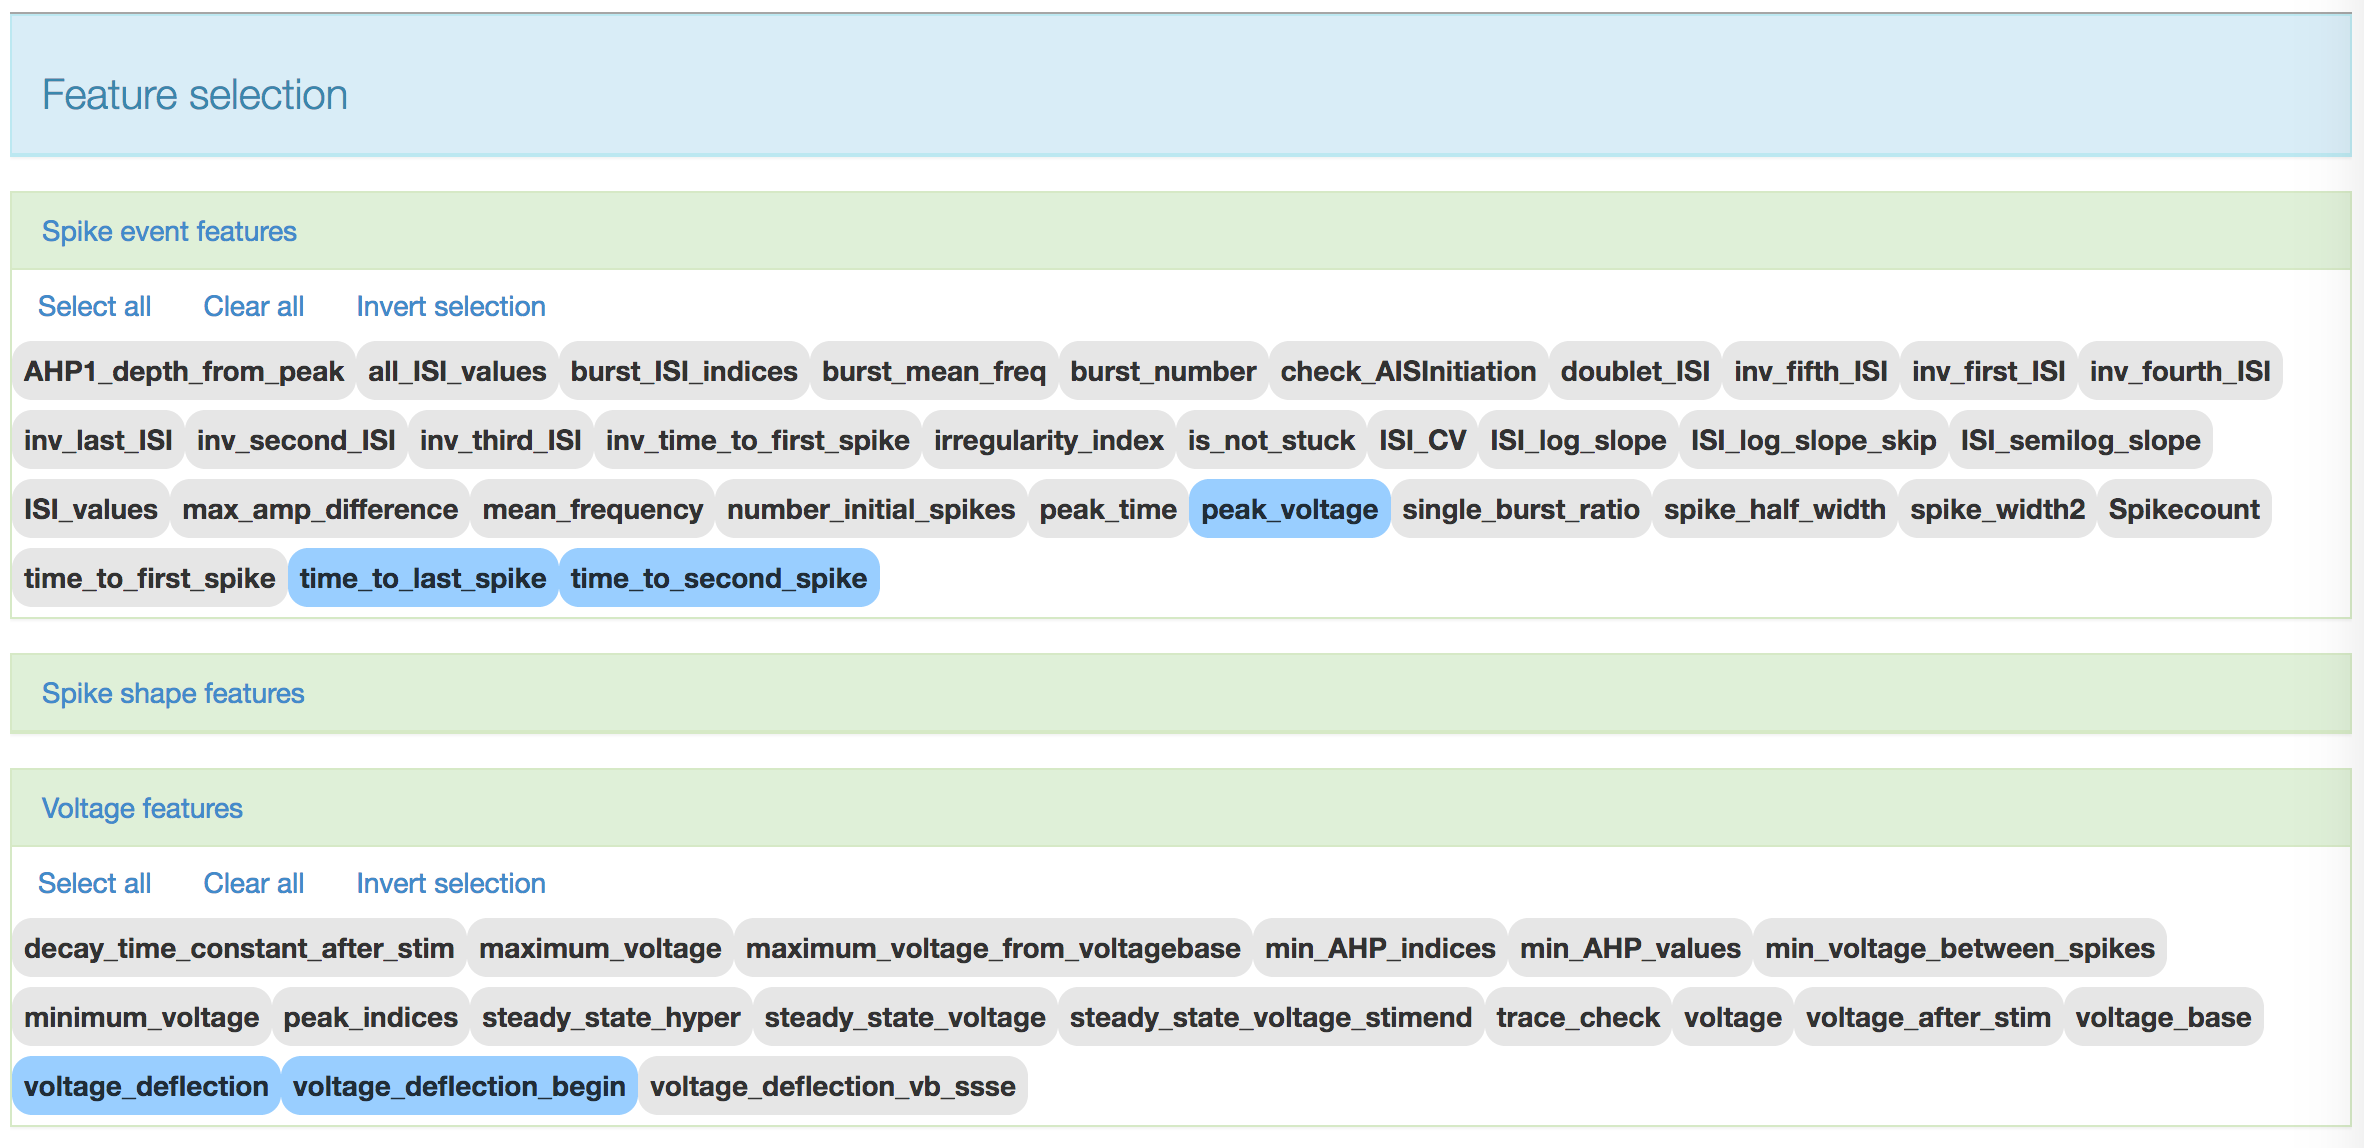 Feature selection
Spike event features
Select all Clear all Invert selection
AHP1_depth_from_peak all_ISI_values burst_ISI_indices burst_mean_freq burst_number check_AISInitiation doublet_ISI inv_fifth_ISI inv_first_ISI inv_fourth_ISI
inv_last_ISI inv_second_ISI inv_third_ISI inv_time_to_first_spike irregularity_index is_not_stuck ISI_CV ISI_log_slope ISI_log_slope_skip ISI_semilog_slope
ISI_values max_amp_difference mean_frequency number_initial_spikes peak_time peak_voltage single_burst_ratio spike_half_width spike_width2 Spikecount
time_to_first_spike time_to_last_spike time_to_second_spike
Spike shape features
Voltage features
Select all Clear all Invert selection
decay_time_constant_after_stim maximum_voltage maximum_voltage_from_voltagebase min_AHP_indices min_AHP_values min_voltage_between_spikes
minimum_voltage peak_indices steady_state_hyper steady_state_voltage steady_state_voltage_stimend trace_check voltage voltage_after_stim voltage_base
voltage_deflection voltage_deflection_begin voltage_deflection_vb_ssse